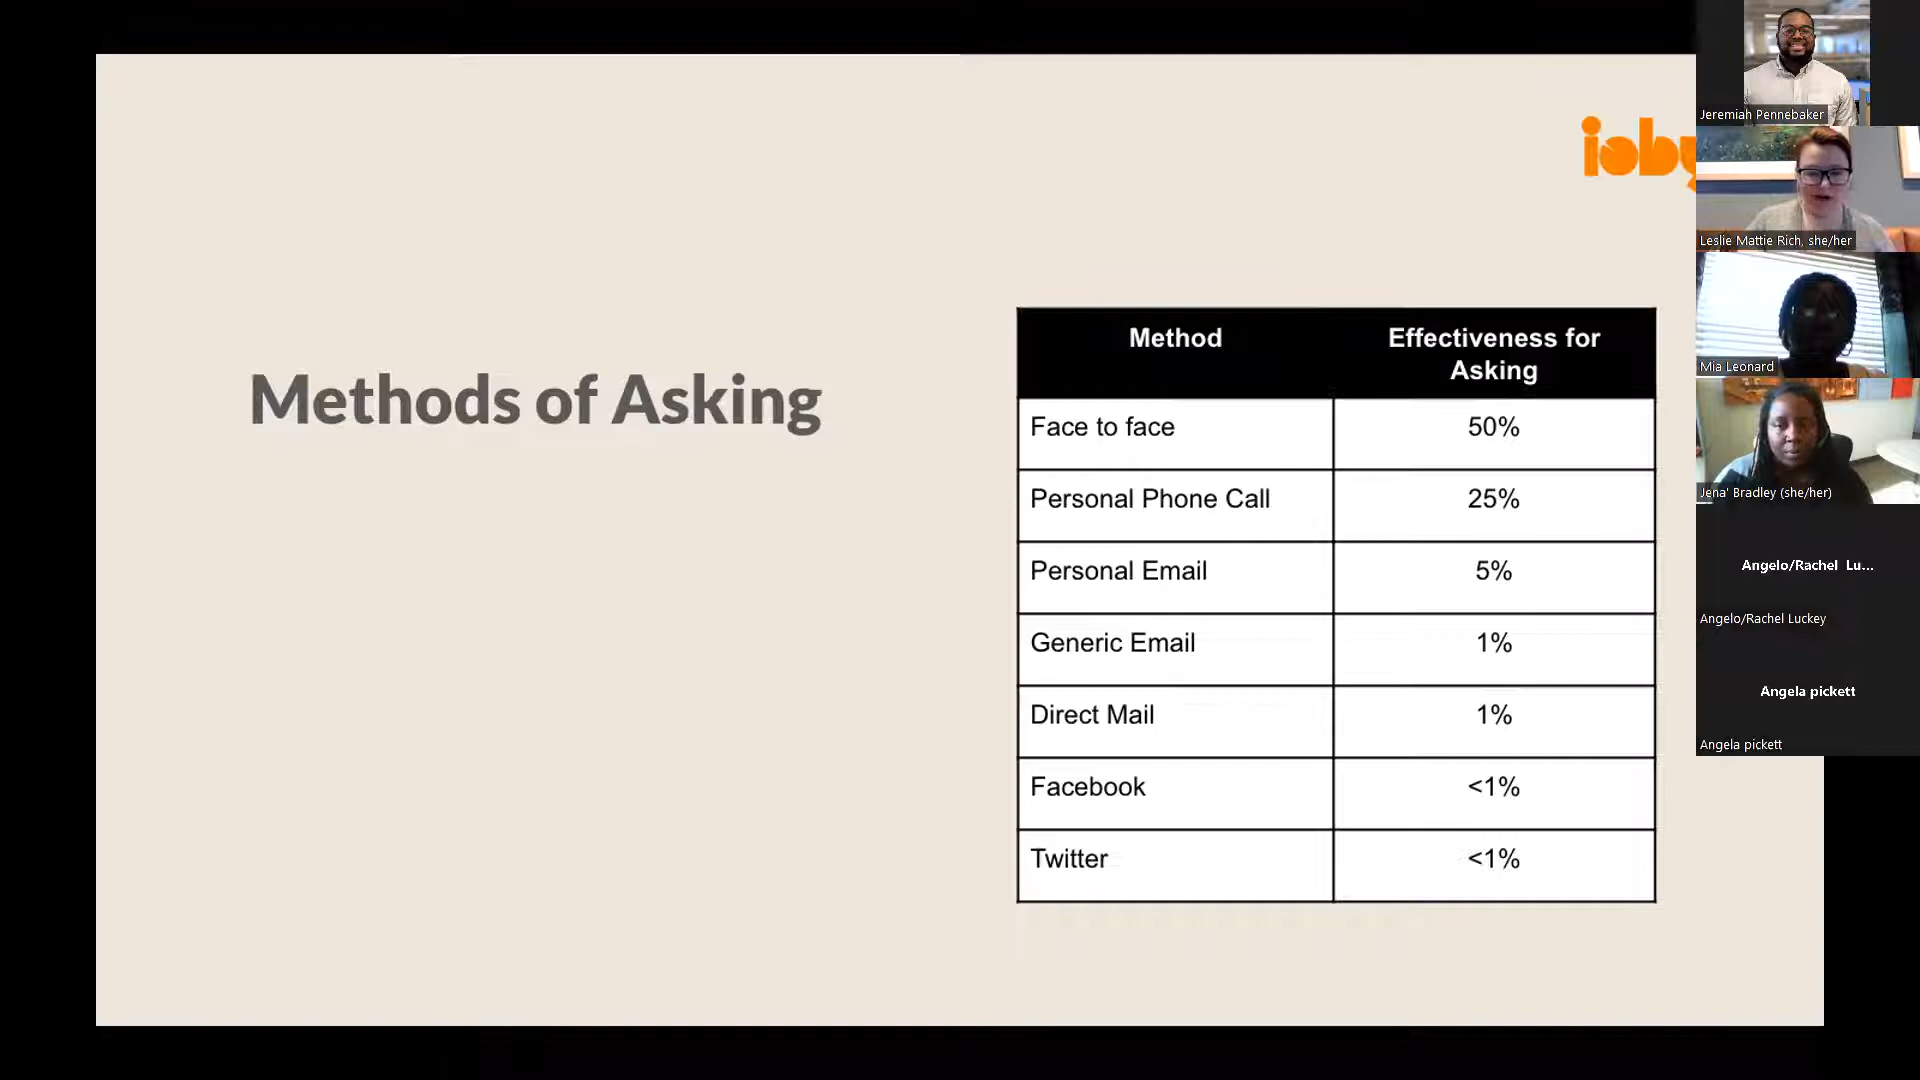 Jeremiah Pennebaker
ioby
Leslie Mattie Rich, she/her
Mia Leonard
Jena' Bradley (she/her)
Angelo/Rachel Lu...
Angelo/Rachel Luckey
Angela pickett
Angela pickett
Methods of Asking
Method Effectiveness for
Asking
Face to face 50%
Personal Phone Call 25%
Personal Email 5%
Generic Email 1%
Direct Mail 1%
Facebook <1%
Twitter <1%